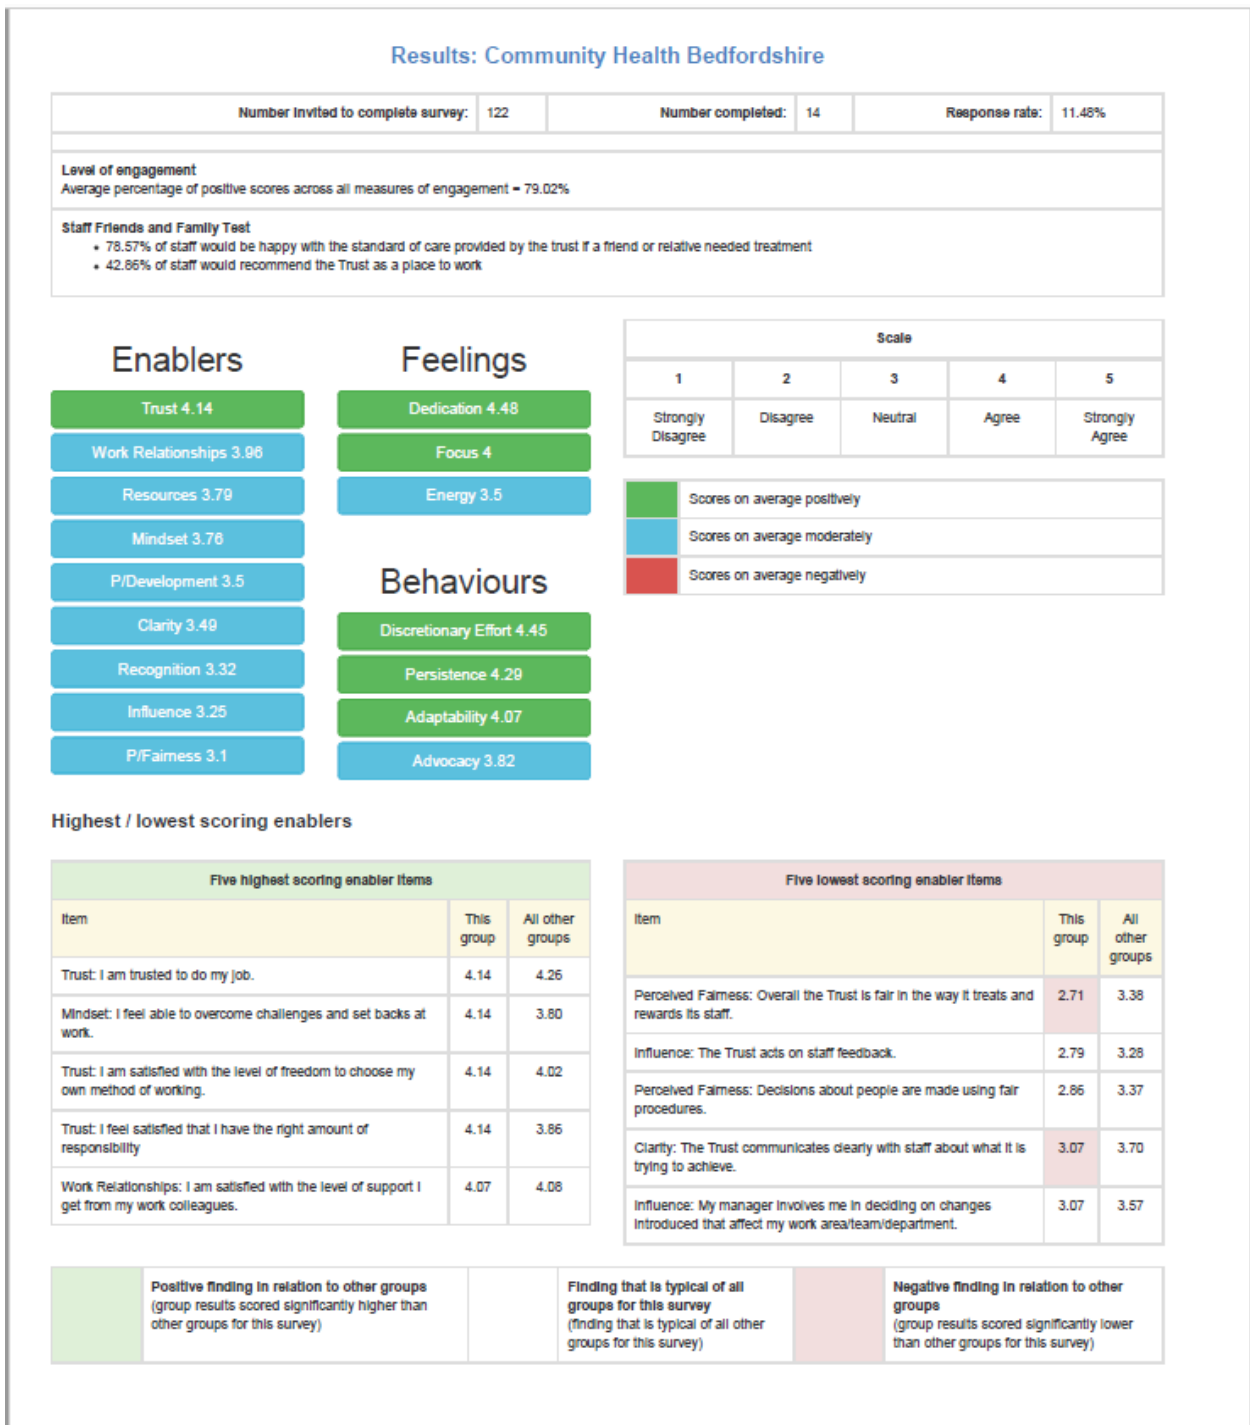 Results: Community Health Bedfordshire
Number invited to complete survey: 122 Number completed: 14 Response rate: 11.48%
Level of engagement
Average percentage of positive scores across all measures of engagement = 79.02%
Staff Friends and Family Test
• 78.57% of staff would be happy with the standard of care provided by the trust if a friend or relative needed treatment
• 42.86% of staff would recommend the Trust as a place to work
Enablers
Trust 4.14
Work Relationships 3.96
Resources 3.79
Mindset 3.76
P/Development 3.5
Clarity 3.49
Recognition 3.32
Influence 3.25
P/Fairness 3.1
Feelings
Dedication 4.48
Focus 4
Energy 3.5
Behaviours
Discretionary Effort 4.45
Persistence 4.29
Adaptability 4.07
Advocacy 3.82
Scale
1 2 3 4 5
Strongly Disagree Neutral Agree Strongly
Disagree Agree
Scores on average positively
Scores on average moderately
Scores on average negatively
Highest / lowest scoring enablers
Five highest scoring enabler items
Item This All other
group groups
Trust: I am trusted to do my job. 4.14 4.26
Mindset: I feel able to overcome challenges and set backs at 4.14 3.80
work.
Trust: I am satisfied with the level of freedom to choose my 4.14 4.02
own method of working.
Trust: I feel satisfied that I have the right amount of 4.14 3.86
responsibility
Work Relationships: I am satisfied with the level of support I 4.07 4.08
get from my work colleagues.
Five lowest scoring enabler items
Item This All
group other
groups
Perceived Fairness: Overall the Trust is fair in the way it treats and 2.71 3.38
rewards its staff.
Influence: The Trust acts on staff feedback. 2.79 3.28
Perceived Fairness: Decisions about people are made using fair 2.86 3.37
procedures.
Clarity: The Trust communicates clearly with staff about what it is 3.07 3.70
trying to achieve.
Influence: My manager involves me in deciding on changes 3.07 3.57
introduced that affect my work area/team/department.
Positive finding in relation to other groups
(group results scored significantly higher than
other groups for this survey)
Finding that is typical of all
groups for this survey
(finding that is typical of all other
groups for this survey)
Negative finding in relation to other
groups
(group results scored significantly lower
than other groups for this survey)